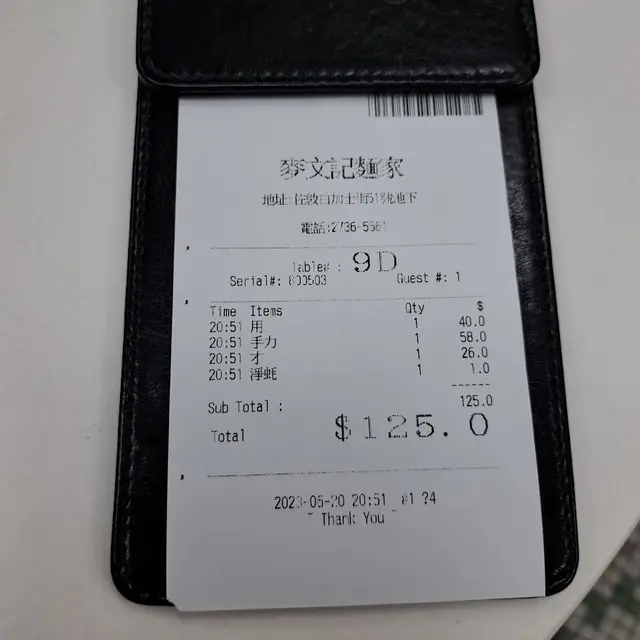 麥文記麵家
地址:佐敦白加士街51號地下
電話:2736-5561
Table# : 9D
Serial#: 800503 Guest #: 1
Time Items Qty $
20:51 用 1 40.0
20:51 手力 1 58.0
20:51 才 1 26.0
20:51 淨蚝 1 1.0
125.0
Sub Total :
Total $125.0
2023-05-20 20:51
Thank You